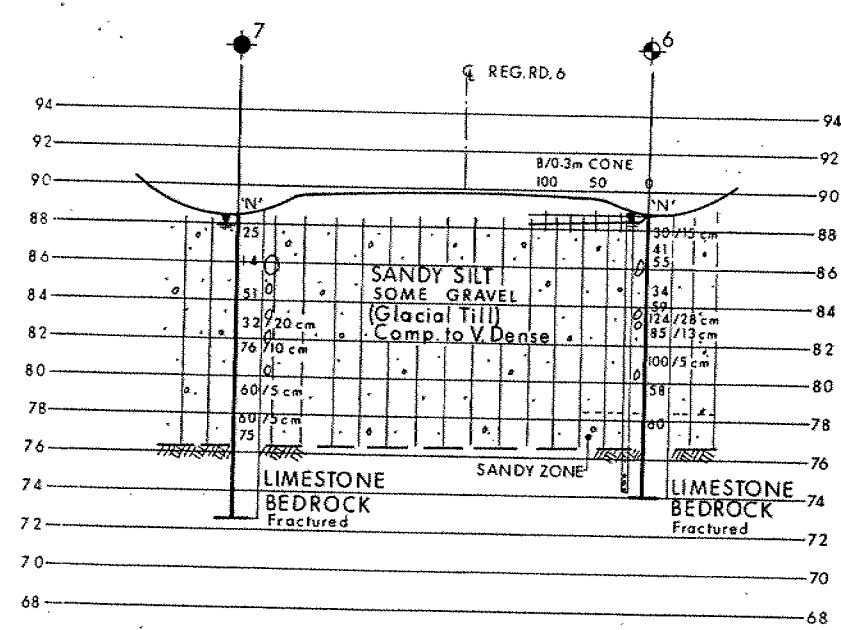 7
6
℄ REG. RD. 6
94
94
92
92
B/0.3m CONE
100 50 0
90
90
'N'
'N'
88
88
25
30/15 cm
41
86
86
14
55
SANDY SILT
SOME GRAVEL
(Glacial Till)
Comp. to V. Dense
84
84
51
34
59
32/20 cm
124/28 cm
82
82
76/10 cm
85/13 cm
80
80
100/5 cm
60/5 cm
58
78
78
60/5 cm
60
75
76
76
SANDY ZONE
LIMESTONE
BEDROCK
Fractured
LIMESTONE
BEDROCK
Fractured
74
74
72
72
70
70
68
68